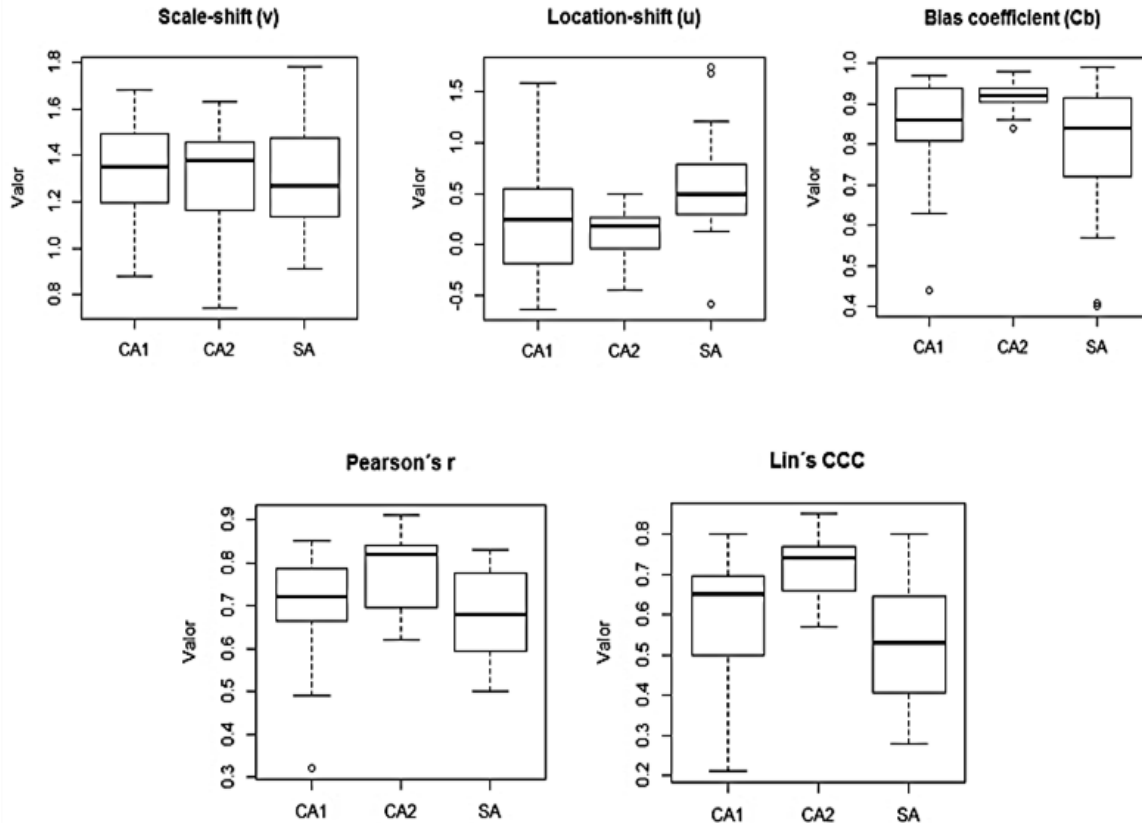 Scale-shift (v)
Valor
1.8
1.6
1.4
1.2
1.0
0.8
CA1 CA2 SA
Location-shift (u)
Valor
1.5
1.0
0.5
0.0
-0.5
CA1 CA2 SA
Bias coefficient (Cb)
Valor
1.0
0.9
0.8
0.7
0.6
0.5
0.4
CA1 CA2 SA
Pearson´s r
Valor
0.9
0.8
0.7
0.6
0.5
0.4
0.3
CA1 CA2 SA
Lin´s CCC
Valor
0.8
0.7
0.6
0.5
0.4
0.3
0.2
CA1 CA2 SA